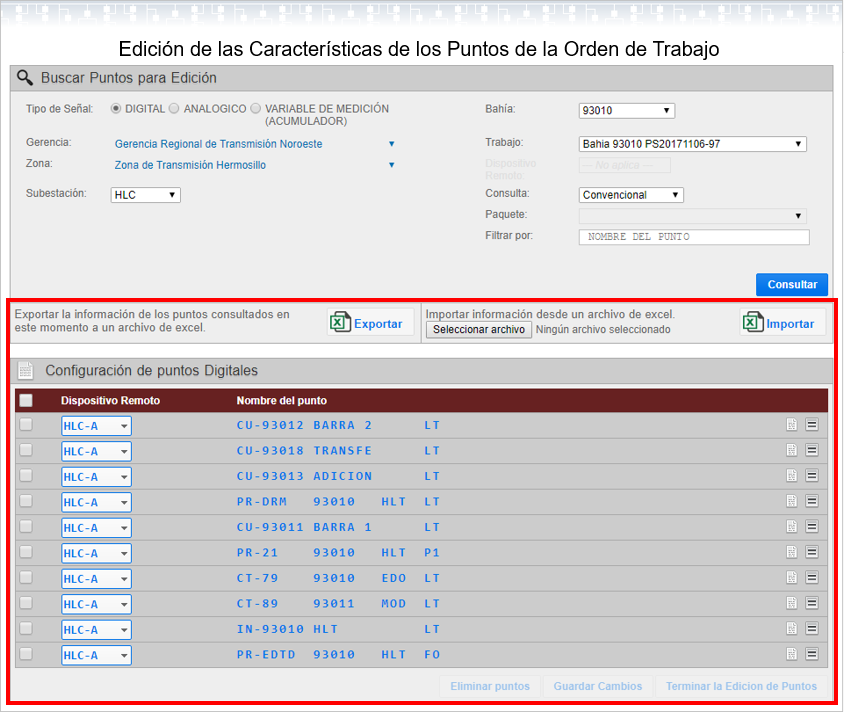 Edición de las Características de los Puntos de la Orden de Trabajo
Buscar Puntos para Edición
Tipo de Señal: DIGITAL ANALOGICO VARIABLE DE MEDICIÓN (ACUMULADOR)
Bahía: 93010
Gerencia: Gerencia Regional de Transmisión Noroeste
Trabajo: Bahia 93010 PS20171106-97
Zona: Zona de Transmisión Hermosillo
Dispositivo Remoto: --- No aplica ---
Subestación: HLC
Consulta: Convencional
Paquete:
Filtrar por: NOMBRE DEL PUNTO
Consultar
Exportar la información de los puntos consultados en
este momento a un archivo de excel.
Exportar
Importar información desde un archivo de excel.
Seleccionar archivo Ningún archivo seleccionado
Importar
Configuración de puntos Digitales
Dispositivo Remoto Nombre del punto
HLC-A CU-93012 BARRA 2 LT
HLC-A CU-93018 TRANSFE LT
HLC-A CU-93013 ADICION LT
HLC-A PR-DRM 93010 HLT LT
HLC-A CU-93011 BARRA 1 LT
HLC-A PR-21 93010 HLT P1
HLC-A CT-79 93010 EDO LT
HLC-A CT-89 93011 MOD LT
HLC-A IN-93010 HLT LT
HLC-A PR-EDTD 93010 HLT FO
Eliminar puntos Guardar Cambios Terminar la Edicion de Puntos